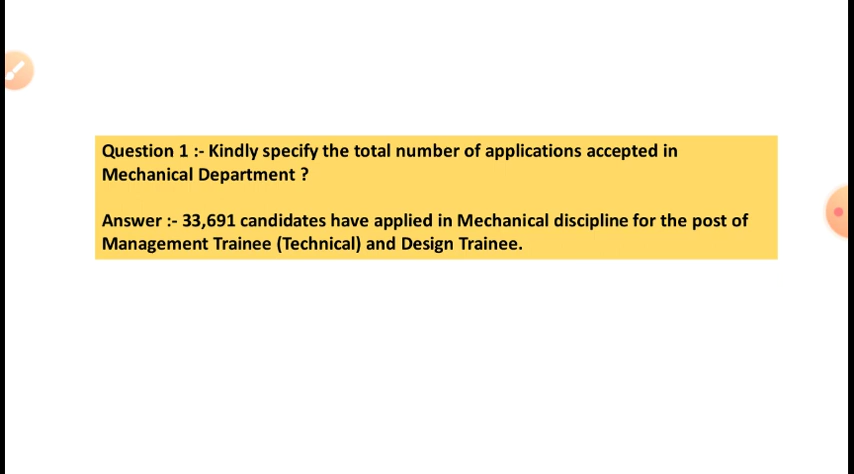 Question 1 :- Kindly specify the total number of applications accepted in
Mechanical Department ?
Answer :- 33,691 candidates have applied in Mechanical discipline for the post of
Management Trainee (Technical) and Design Trainee.